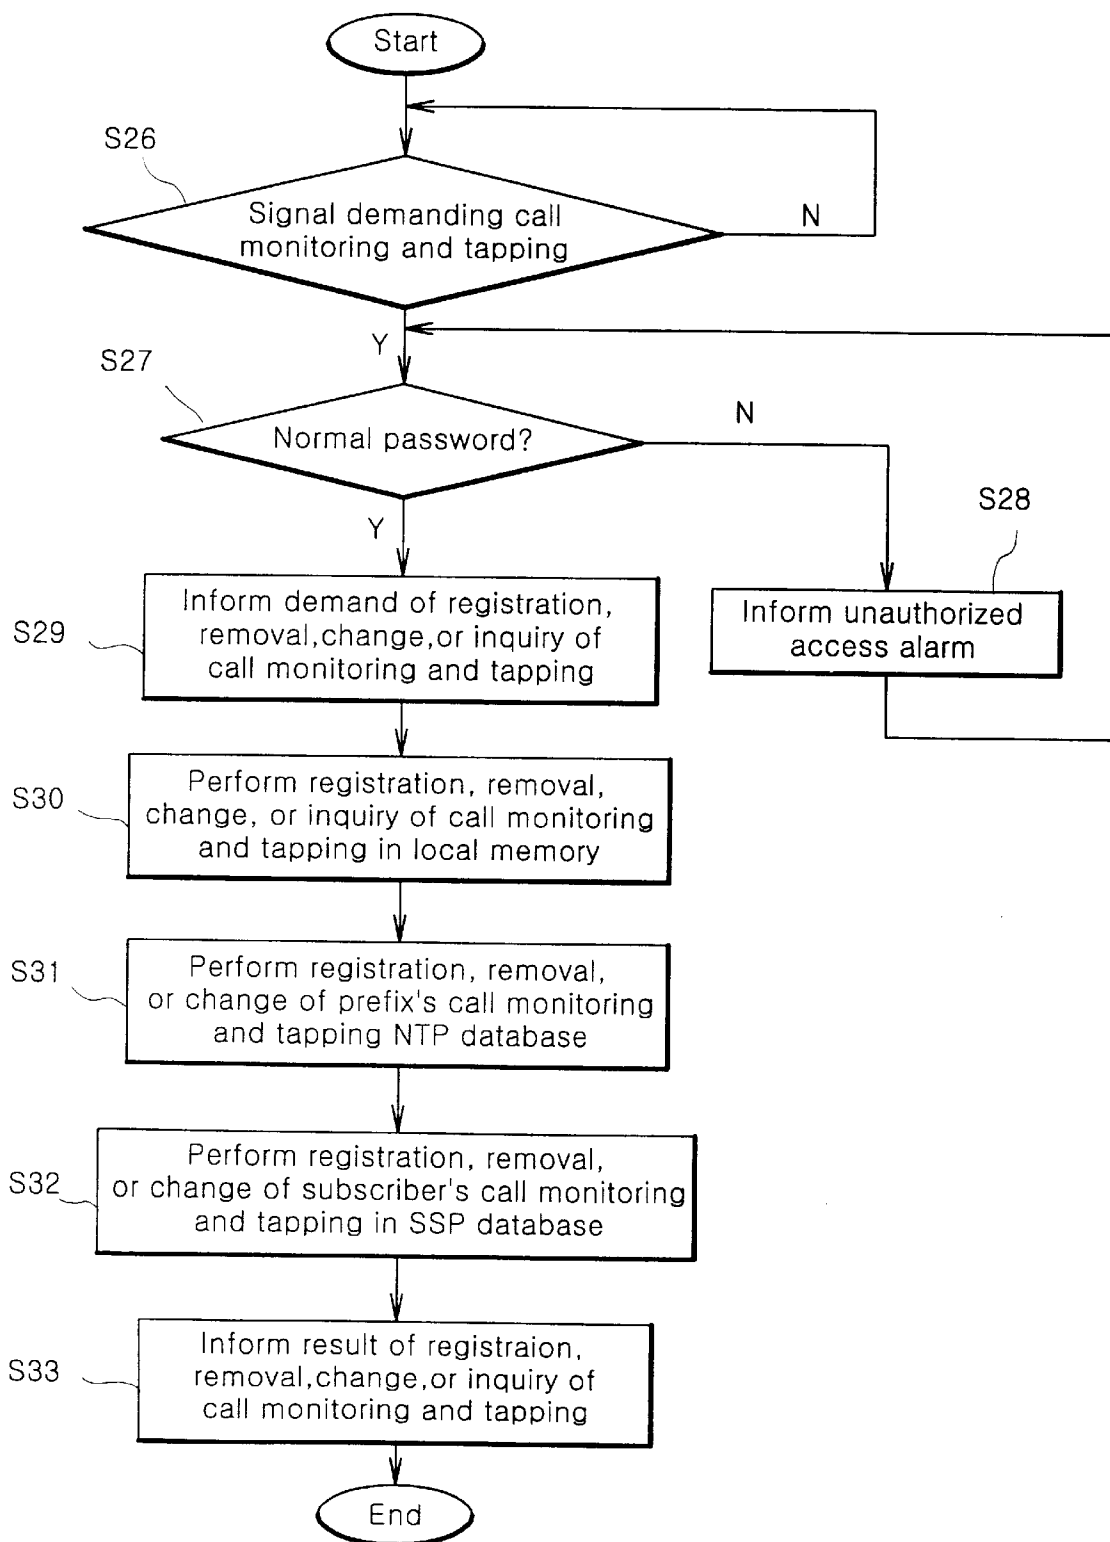 Start
S26
Signal demanding call
monitoring and tapping
N
Y
S27
Normal password?
N
Y
S28
Inform unauthorized
access alarm
S29
Inform demand of registration,
removal,change,or inquiry of
call monitoring and tapping
S30
Perform registration, removal,
change, or inquiry of call monitoring
and tapping in local memory
S31
Perform registration, removal,
or change of prefix's call monitoring
and tapping NTP database
S32
Perform registration, removal,
or change of subscriber's call monitoring
and tapping in SSP database
S33
Inform result of registraion,
removal,change,or inquiry of
call monitoring and tapping
End